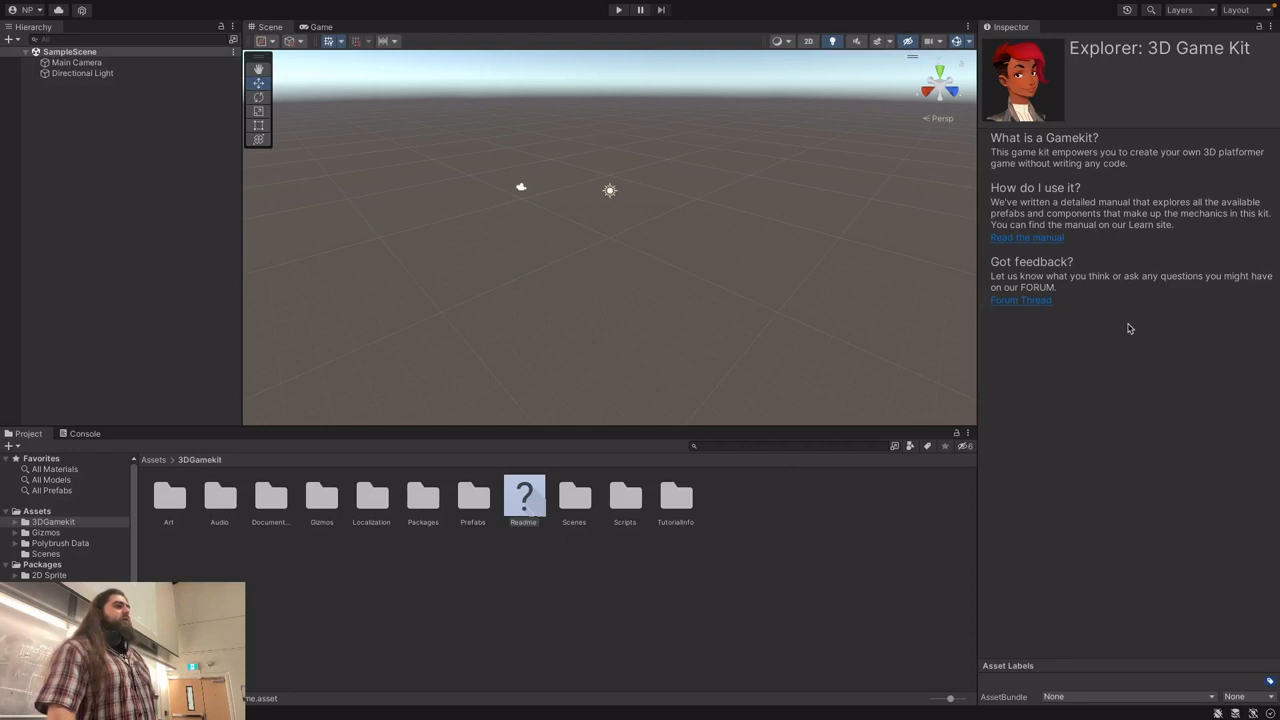 NP
Layers
Layout
Hierarchy
Scene
Game
Inspector
All
2D
SampleScene
Main Camera
Directional Light
Persp
Explorer: 3D Game Kit
What is a Gamekit?
This game kit empowers you to create your own 3D platformer
game without writing any code.
How do I use it?
We've written a detailed manual that explores all the available
prefabs and components that make up the mechanics in this kit.
You can find the manual on our Learn site.
Read the manual
Got feedback?
Let us know what you think or ask any questions you might have
on our FORUM.
Forum Thread
Project
Console
6
Favorites
All Materials
All Models
All Prefabs
Assets
3DGamekit
Gizmos
Polybrush Data
Scenes
Packages
2D Sprite
Assets > 3DGamekit
Art
Audio
Document...
Gizmos
Localization
Packages
Prefabs
Readme
Scenes
Scripts
TutorialInfo
me.asset
Asset Labels
AssetBundle
None
None